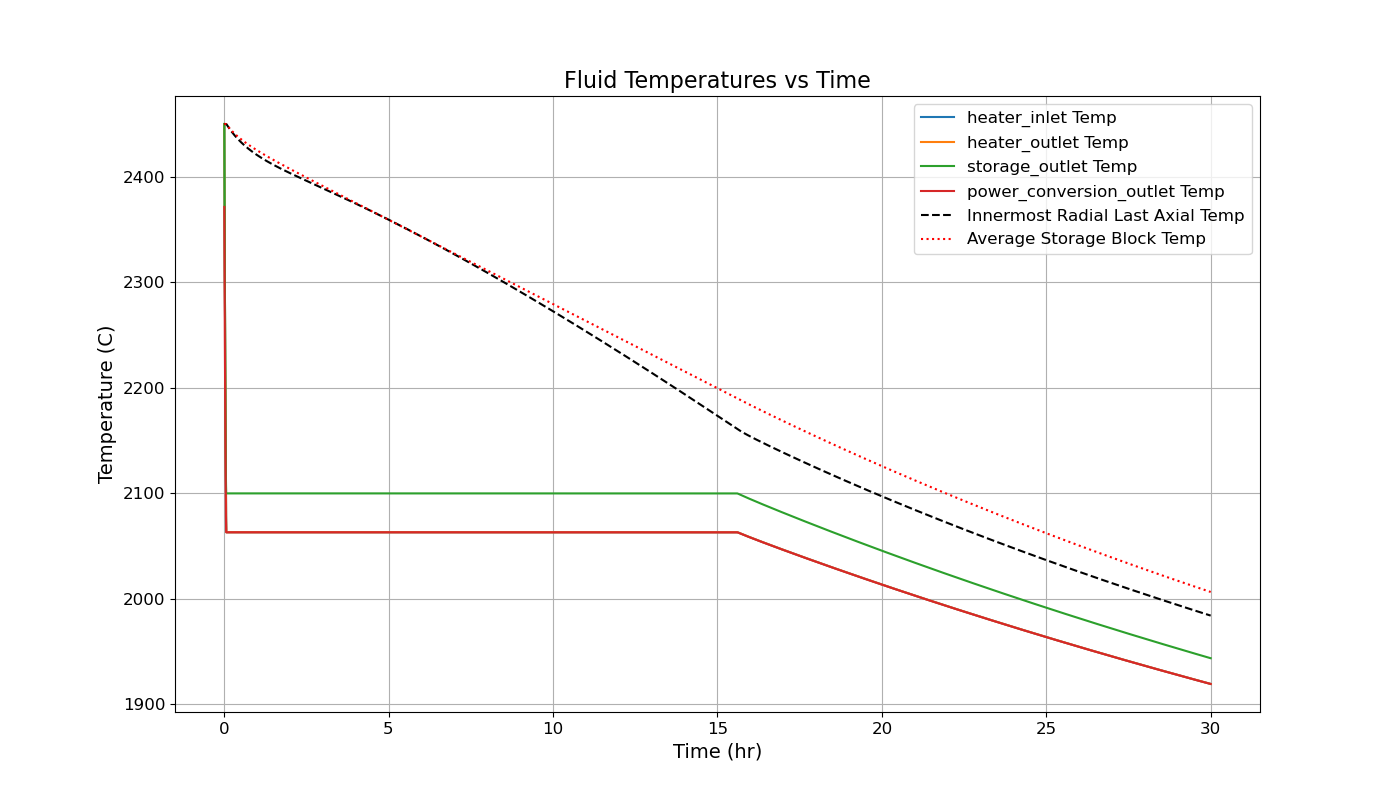 Fluid Temperatures vs Time
heater_inlet Temp
heater_outlet Temp
storage_outlet Temp
power_conversion_outlet Temp
Innermost Radial Last Axial Temp
Average Storage Block Temp
Temperature (C)
2400
2300
2200
2100
2000
1900
0 5 10 15 20 25 30
Time (hr)